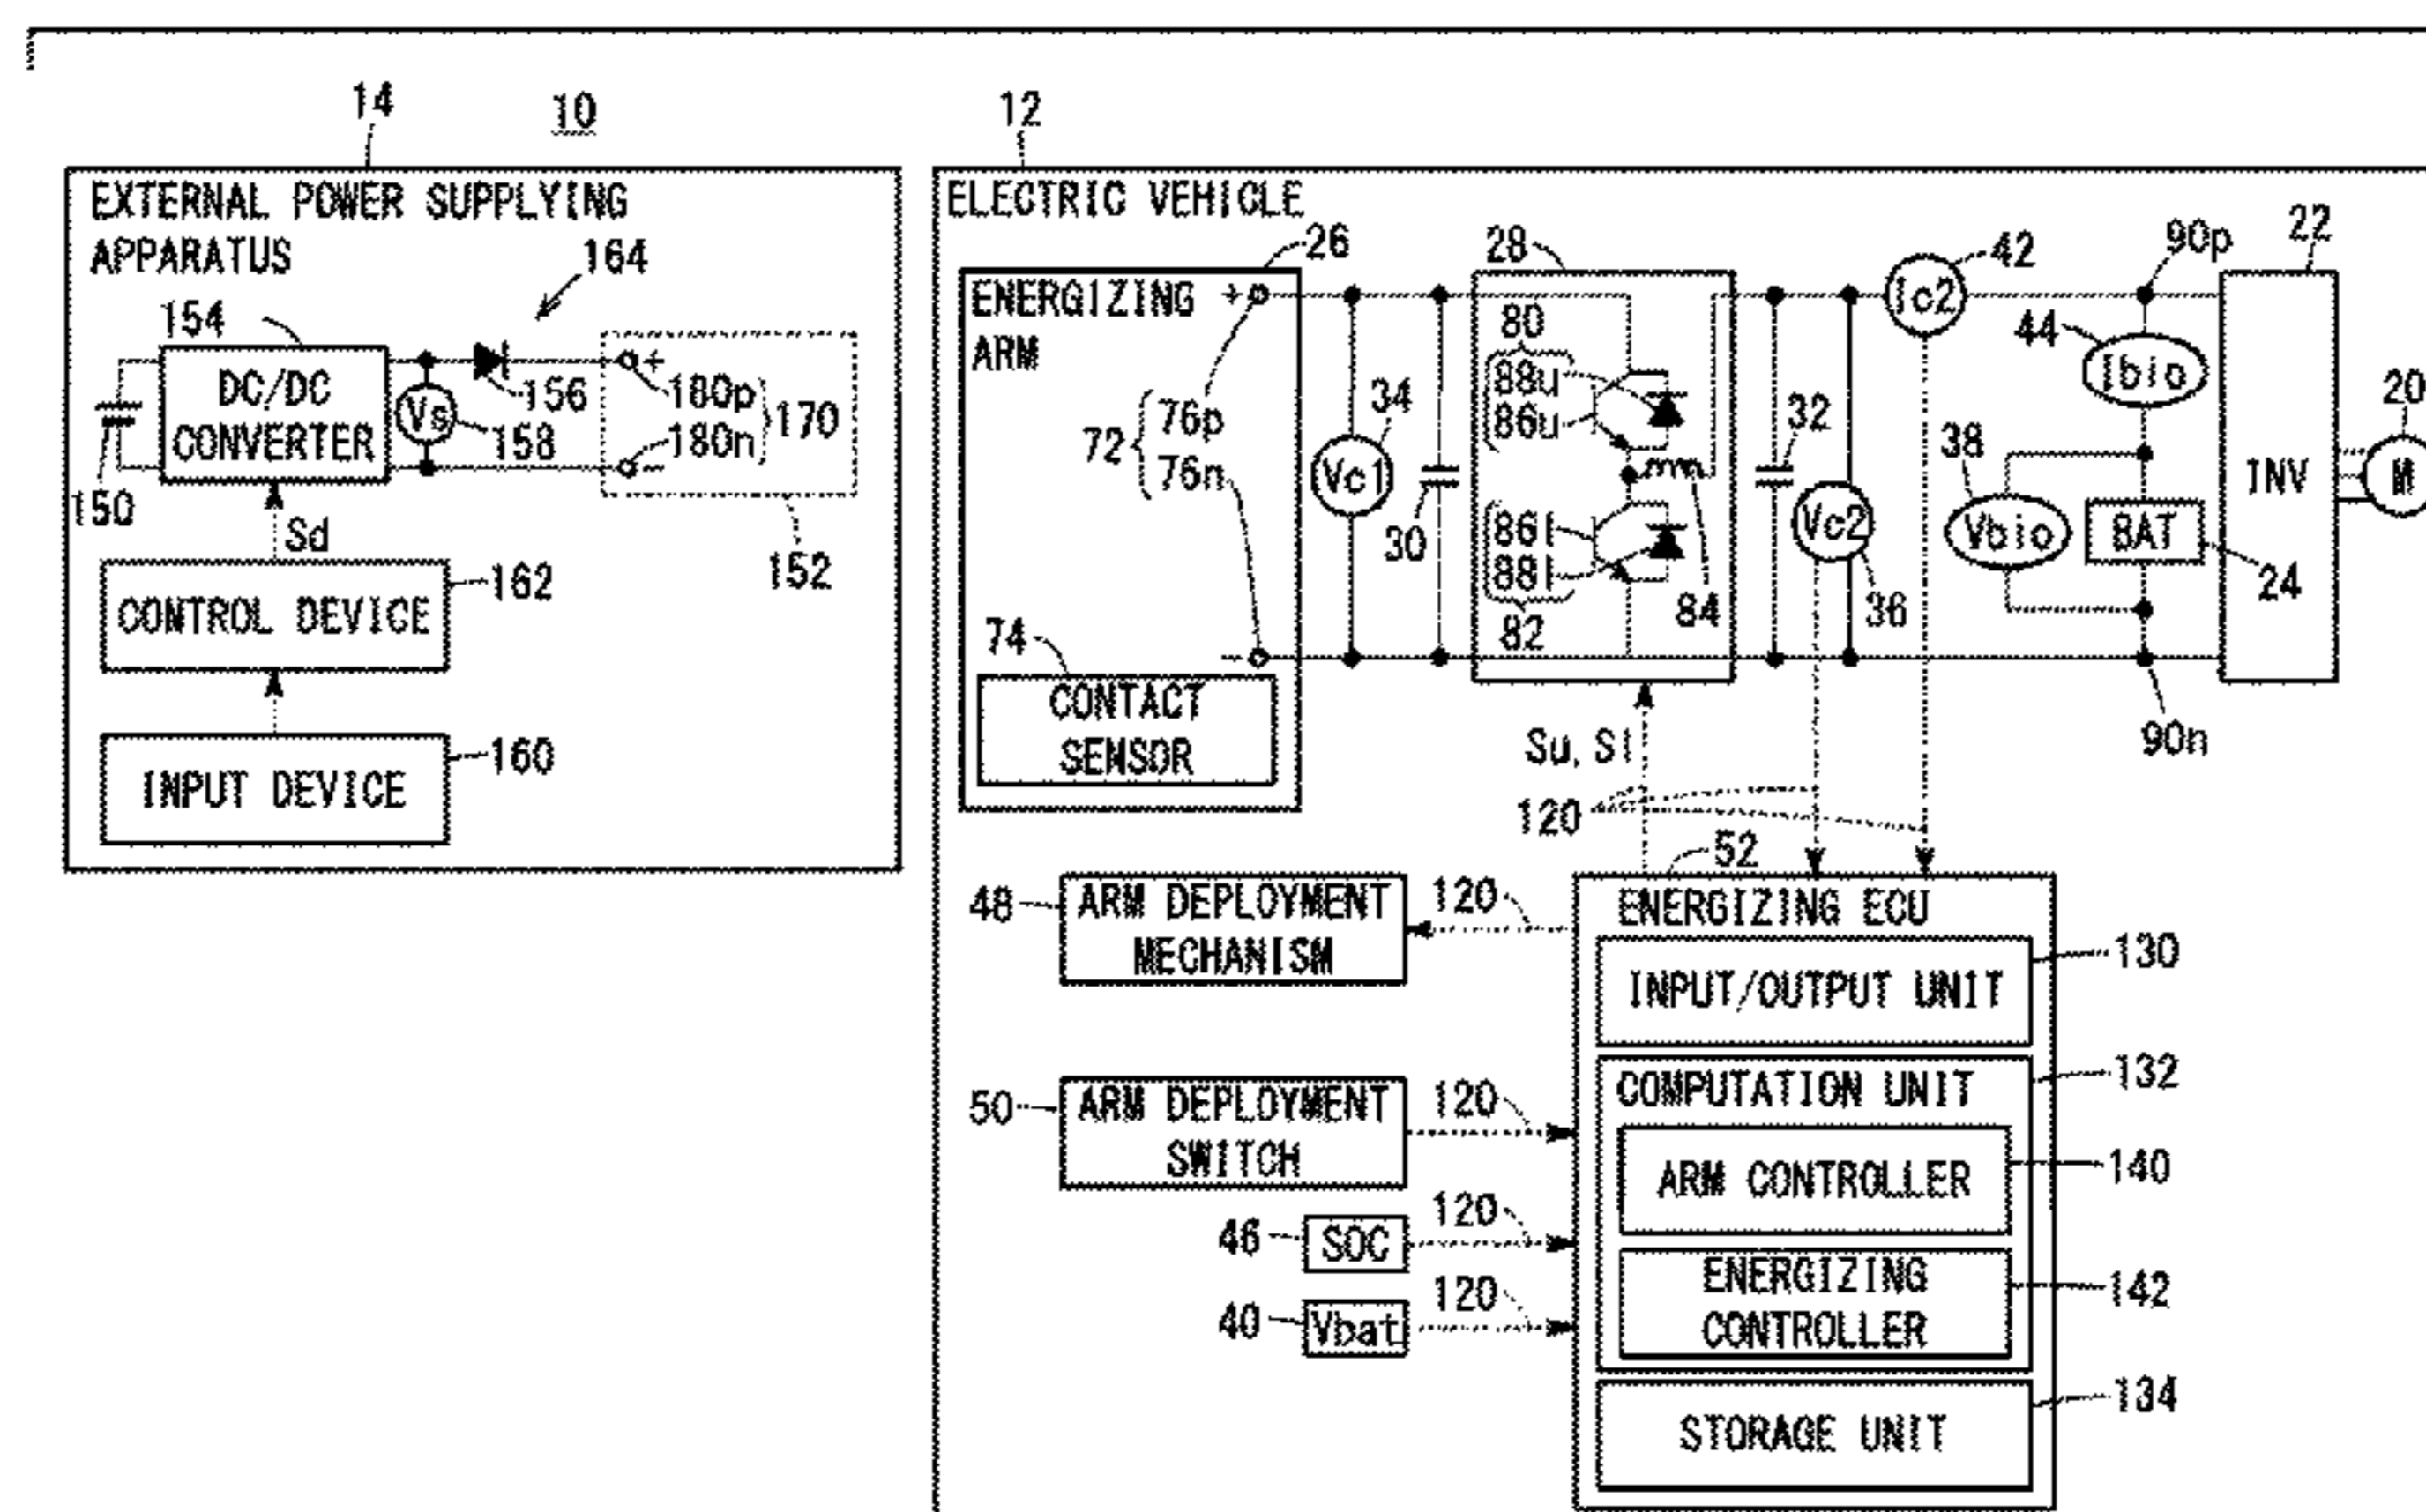 10
14
EXTERNAL POWER SUPPLYING
APPARATUS
164
154
DC/DC
CONVERTER
Vs
156
158
180p
180n
170
150
152
Sd
CONTROL DEVICE
162
INPUT DEVICE
160
12
ELECTRIC VEHICLE
26
ENERGIZING
ARM
+
-
72
76p
76n
74
CONTACT
SENSOR
34
Vc1
30
28
80
88u
86u
86l
88l
82
84
32
Vc2
36
42
Ic2
90p
44
Ibio
38
Vbio
BAT
24
90n
22
INV
20
M
Su, Sl
120
52
48
ARM DEPLOYMENT
MECHANISM
120
50
ARM DEPLOYMENT
SWITCH
120
46
SOC
120
40
Vbat
120
ENERGIZING ECU
INPUT/OUTPUT UNIT
130
COMPUTATION UNIT
132
ARM CONTROLLER
140
ENERGIZING
CONTROLLER
142
STORAGE UNIT
134